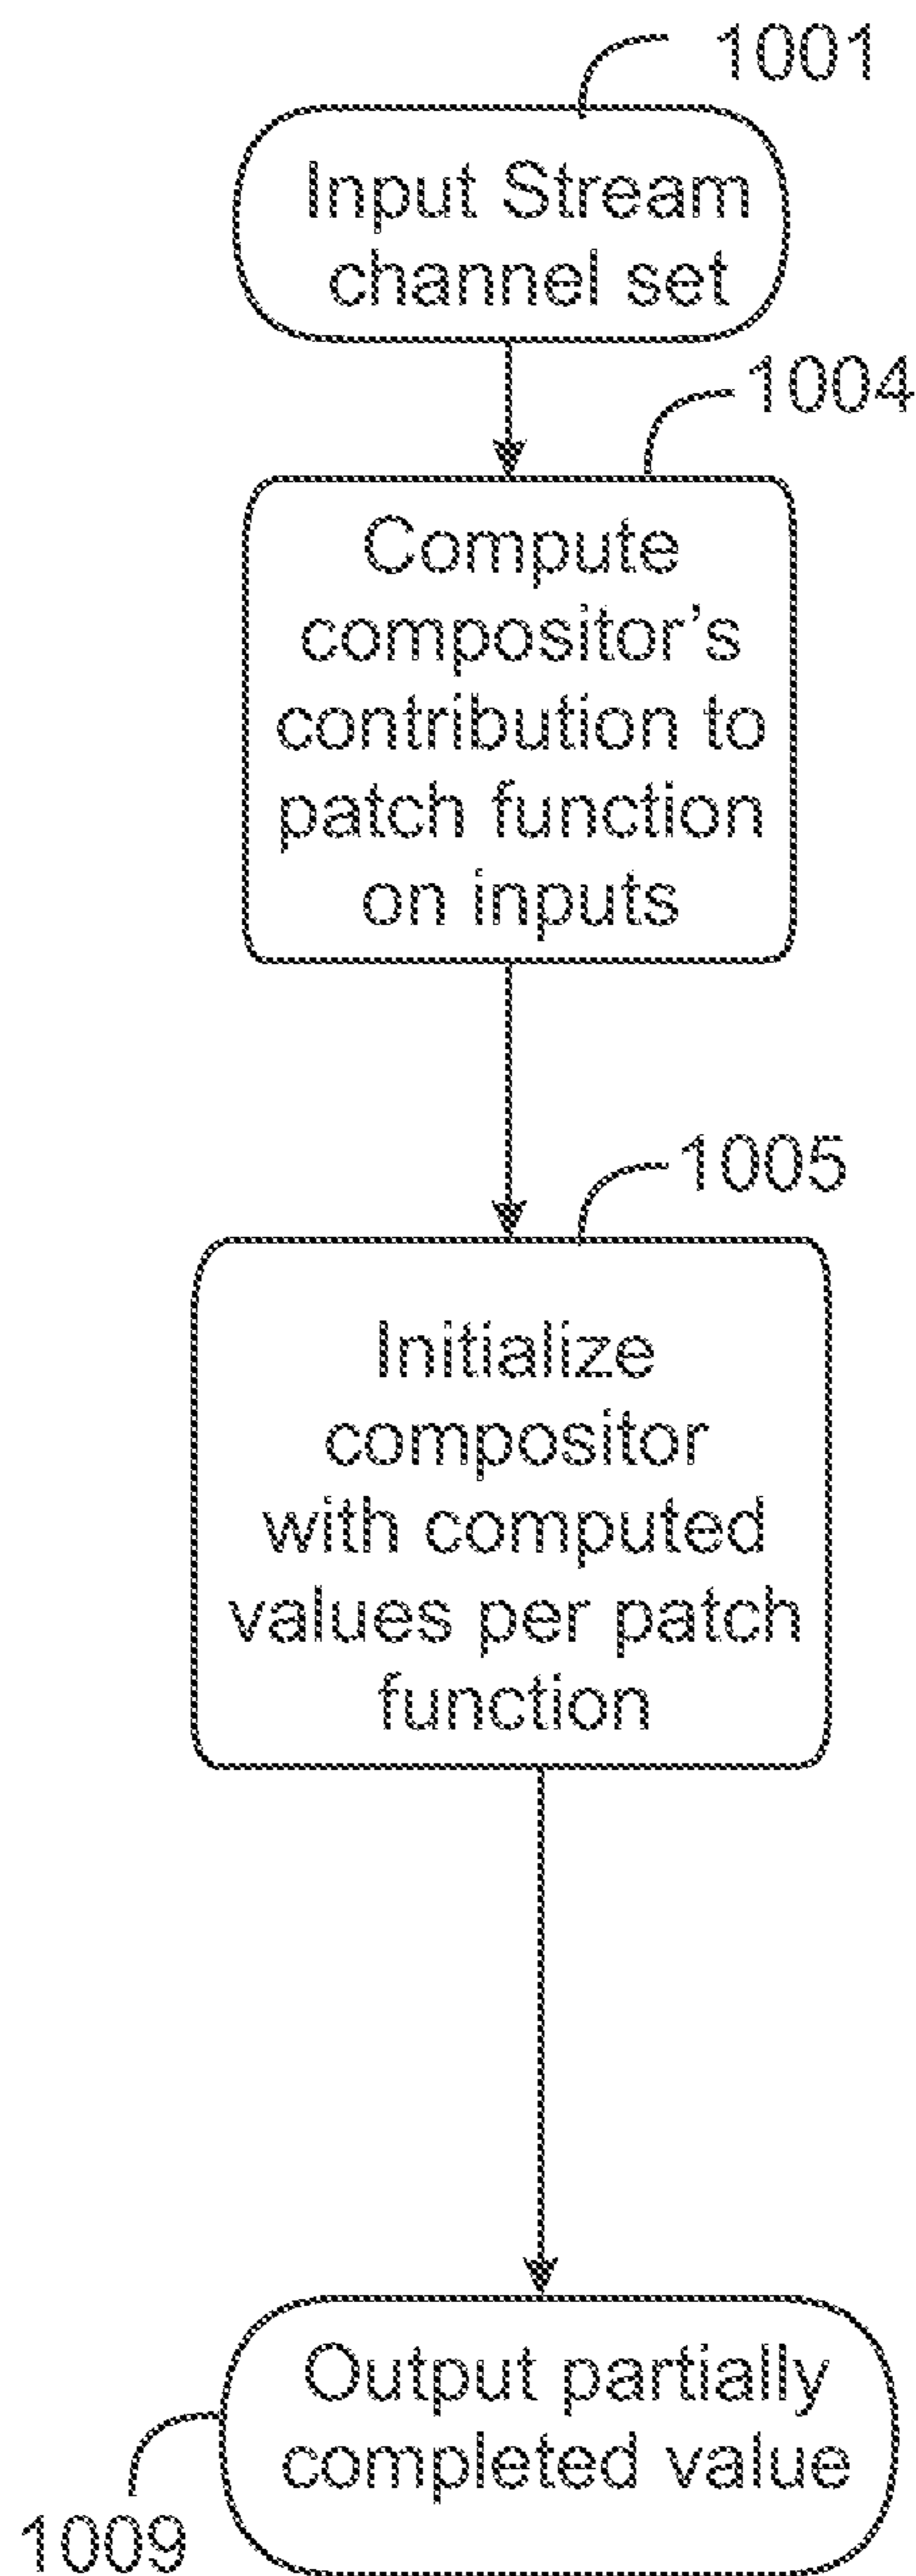 1001
Input Stream
channel set
1004
Compute
compositor's
contribution to
patch function
on inputs
1005
Initialize
compositor
with computed
values per patch
function
Output partially
completed value
1009